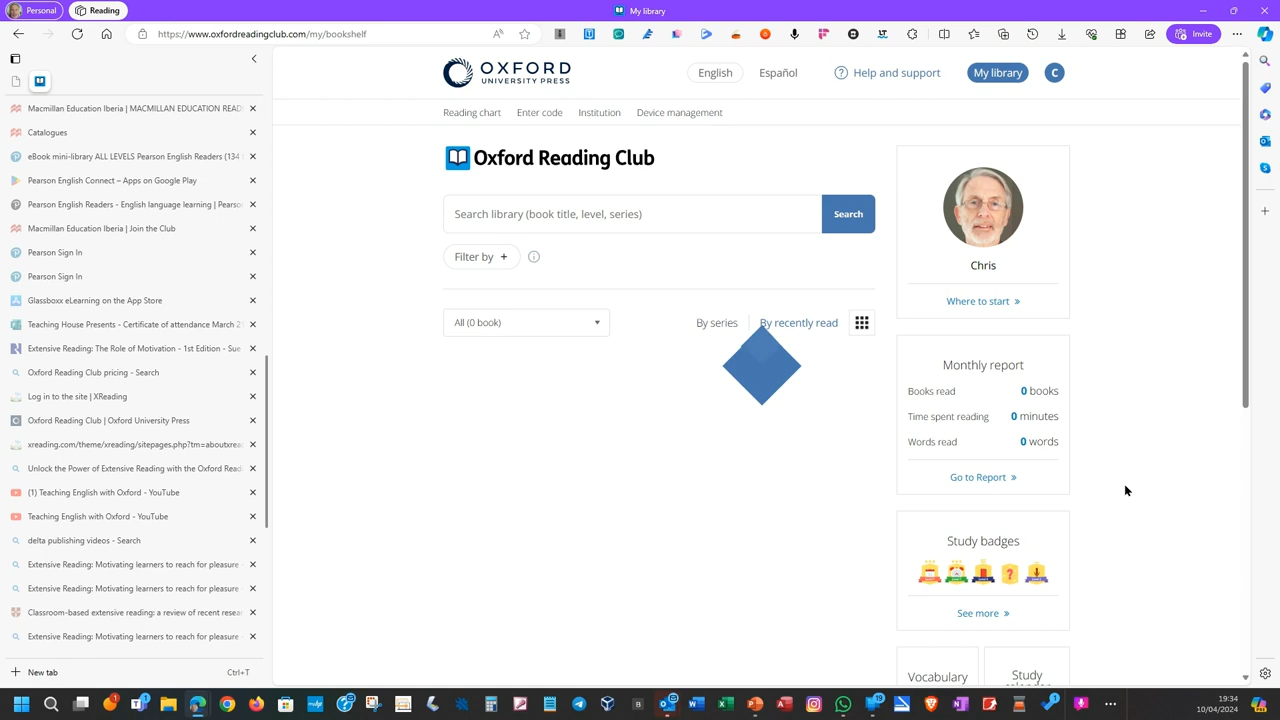 Personal
Reading
My library
https://www.oxfordreadingclub.com/my/bookshelf
Invite
Macmillan Education Iberia | MACMILLAN EDUCATION READ
Catalogues
eBook mini-library ALL LEVELS Pearson English Readers (134
Pearson English Connect – Apps on Google Play
Pearson English Readers - English language learning | Pearso
Macmillan Education Iberia | Join the Club
Pearson Sign In
Pearson Sign In
Glassboxx eLearning on the App Store
Teaching House Presents - Certificate of attendance March 2
Extensive Reading: The Role of Motivation - 1st Edition - Sue
Oxford Reading Club pricing - Search
Log in to the site | XReading
Oxford Reading Club | Oxford University Press
xreading.com/theme/xreading/sitepages.php?tm=aboutxrea
Unlock the Power of Extensive Reading with the Oxford Read
(1) Teaching English with Oxford - YouTube
Teaching English with Oxford - YouTube
delta publishing videos - Search
Extensive Reading: Motivating learners to reach for pleasure
Extensive Reading: Motivating learners to reach for pleasure
Classroom-based extensive reading: a review of recent resea
Extensive Reading: Motivating learners to reach for pleasure
New tab
Ctrl+T
OXFORD
UNIVERSITY PRESS
English
Español
Help and support
My library
C
Reading chart
Enter code
Institution
Device management
Oxford Reading Club
Search library (book title, level, series)
Search
Filter by +
All (0 book)
By series
By recently read
Chris
Where to start »
Monthly report
Books read 0 books
Time spent reading 0 minutes
Words read 0 words
Go to Report »
Study badges
See more »
Vocabulary
Study
19:34
10/04/2024